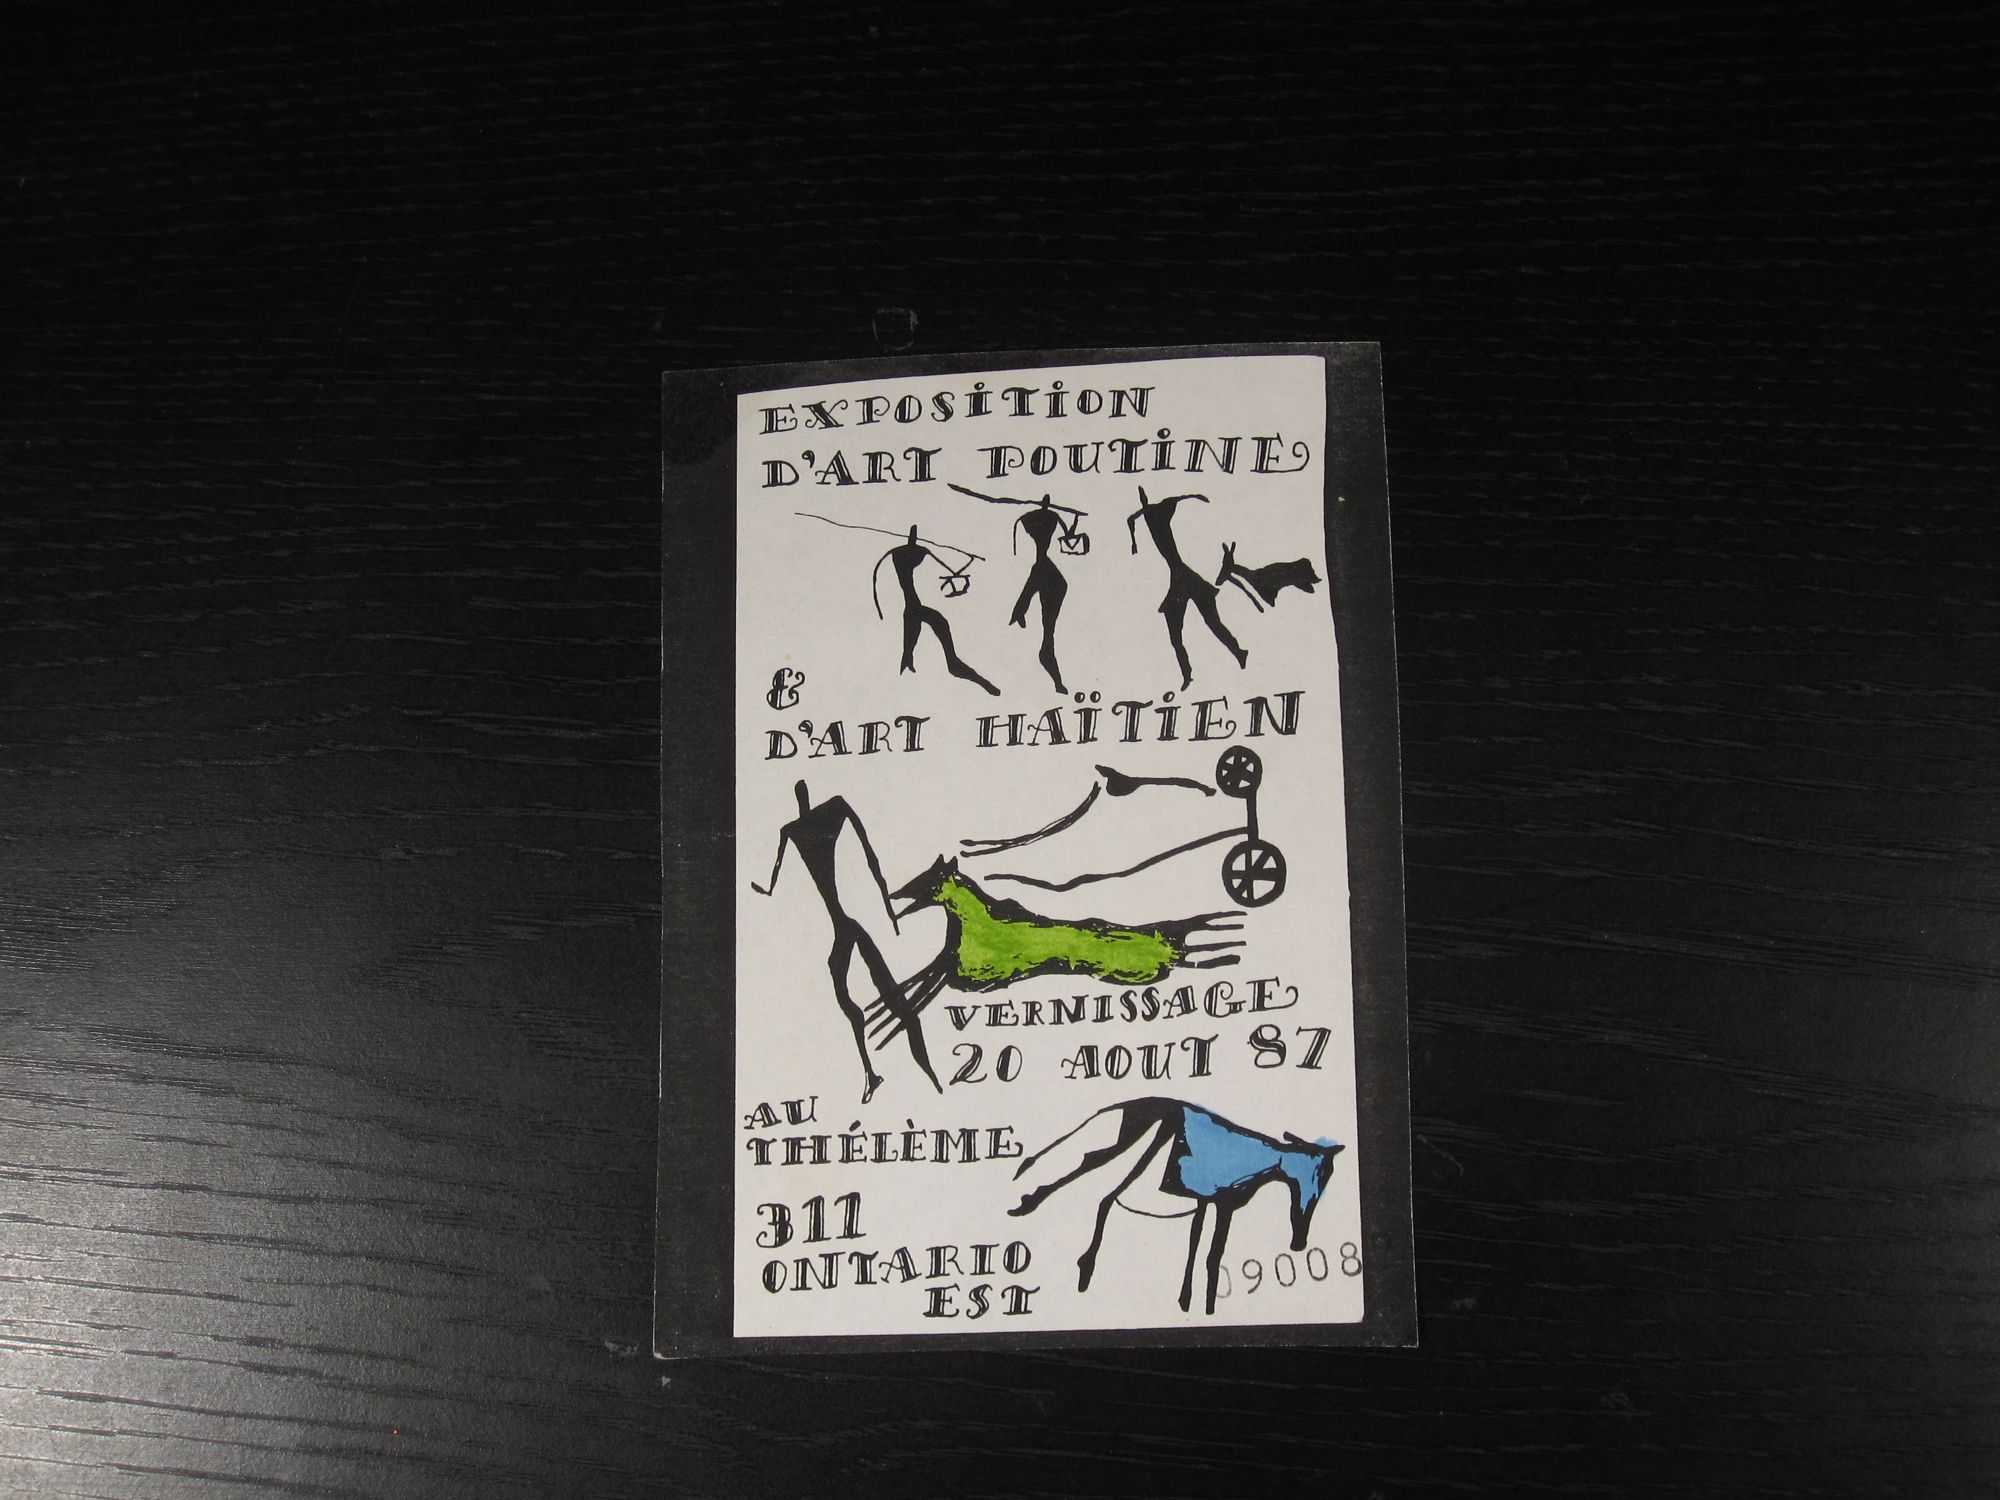 EXPOSITION
D'ART POUTINE
&
D'ART HAÏTIEN
VERNISSAGE
20 AOUT 87
AU
THÉLÈME
311
ONTARIO
EST
09008